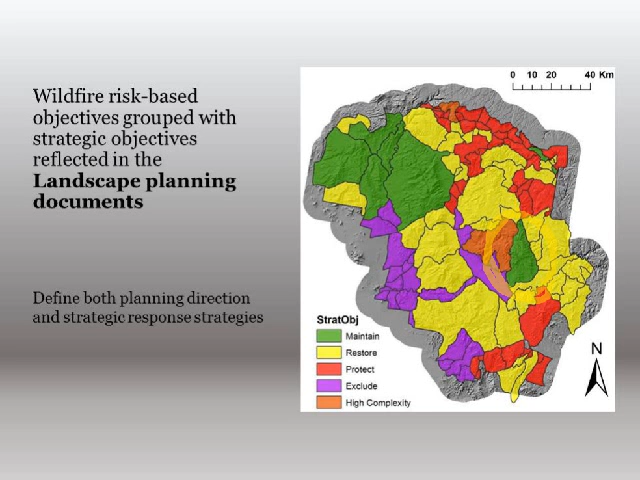 Wildfire risk-based
objectives grouped with
strategic objectives
reflected in the
Landscape planning
documents
Define both planning direction
and strategic response strategies
0 10 20 40 Km
StratObj
Maintain
Restore
Protect
Exclude
High Complexity
N